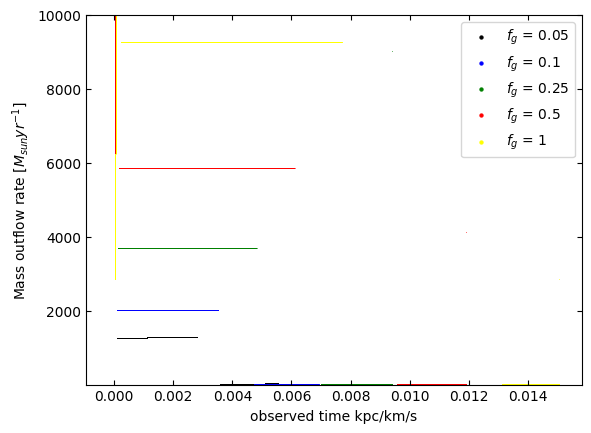 10000
8000
6000
4000
2000
0.000 0.002 0.004 0.006 0.008 0.010 0.012 0.014
Mass outflow rate [M_sun yr^-1]
observed time kpc/km/s
f_g = 0.05
f_g = 0.1
f_g = 0.25
f_g = 0.5
f_g = 1